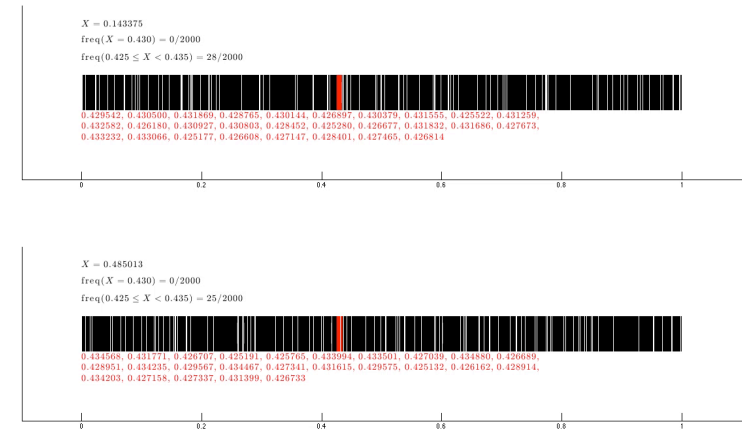 X = 0.143375
freq(X = 0.430) = 0/2000
freq(0.425 ≤ X < 0.435) = 28/2000
0.429542, 0.430500, 0.431869, 0.428765, 0.430144, 0.426897, 0.430379, 0.431555, 0.425522, 0.431259,
0.432582, 0.426180, 0.430927, 0.430803, 0.428452, 0.425280, 0.426677, 0.431832, 0.431686, 0.427673,
0.433232, 0.433066, 0.425177, 0.426608, 0.427147, 0.428401, 0.427465, 0.426814
0 0.2 0.4 0.6 0.8 1
X = 0.485013
freq(X = 0.430) = 0/2000
freq(0.425 ≤ X < 0.435) = 25/2000
0.434568, 0.431771, 0.426707, 0.425191, 0.425765, 0.433994, 0.433501, 0.427039, 0.434880, 0.426689,
0.428951, 0.434235, 0.429567, 0.434467, 0.427341, 0.431615, 0.429575, 0.425132, 0.426162, 0.428914,
0.434203, 0.427158, 0.427337, 0.431399, 0.426733
0 0.2 0.4 0.6 0.8 1